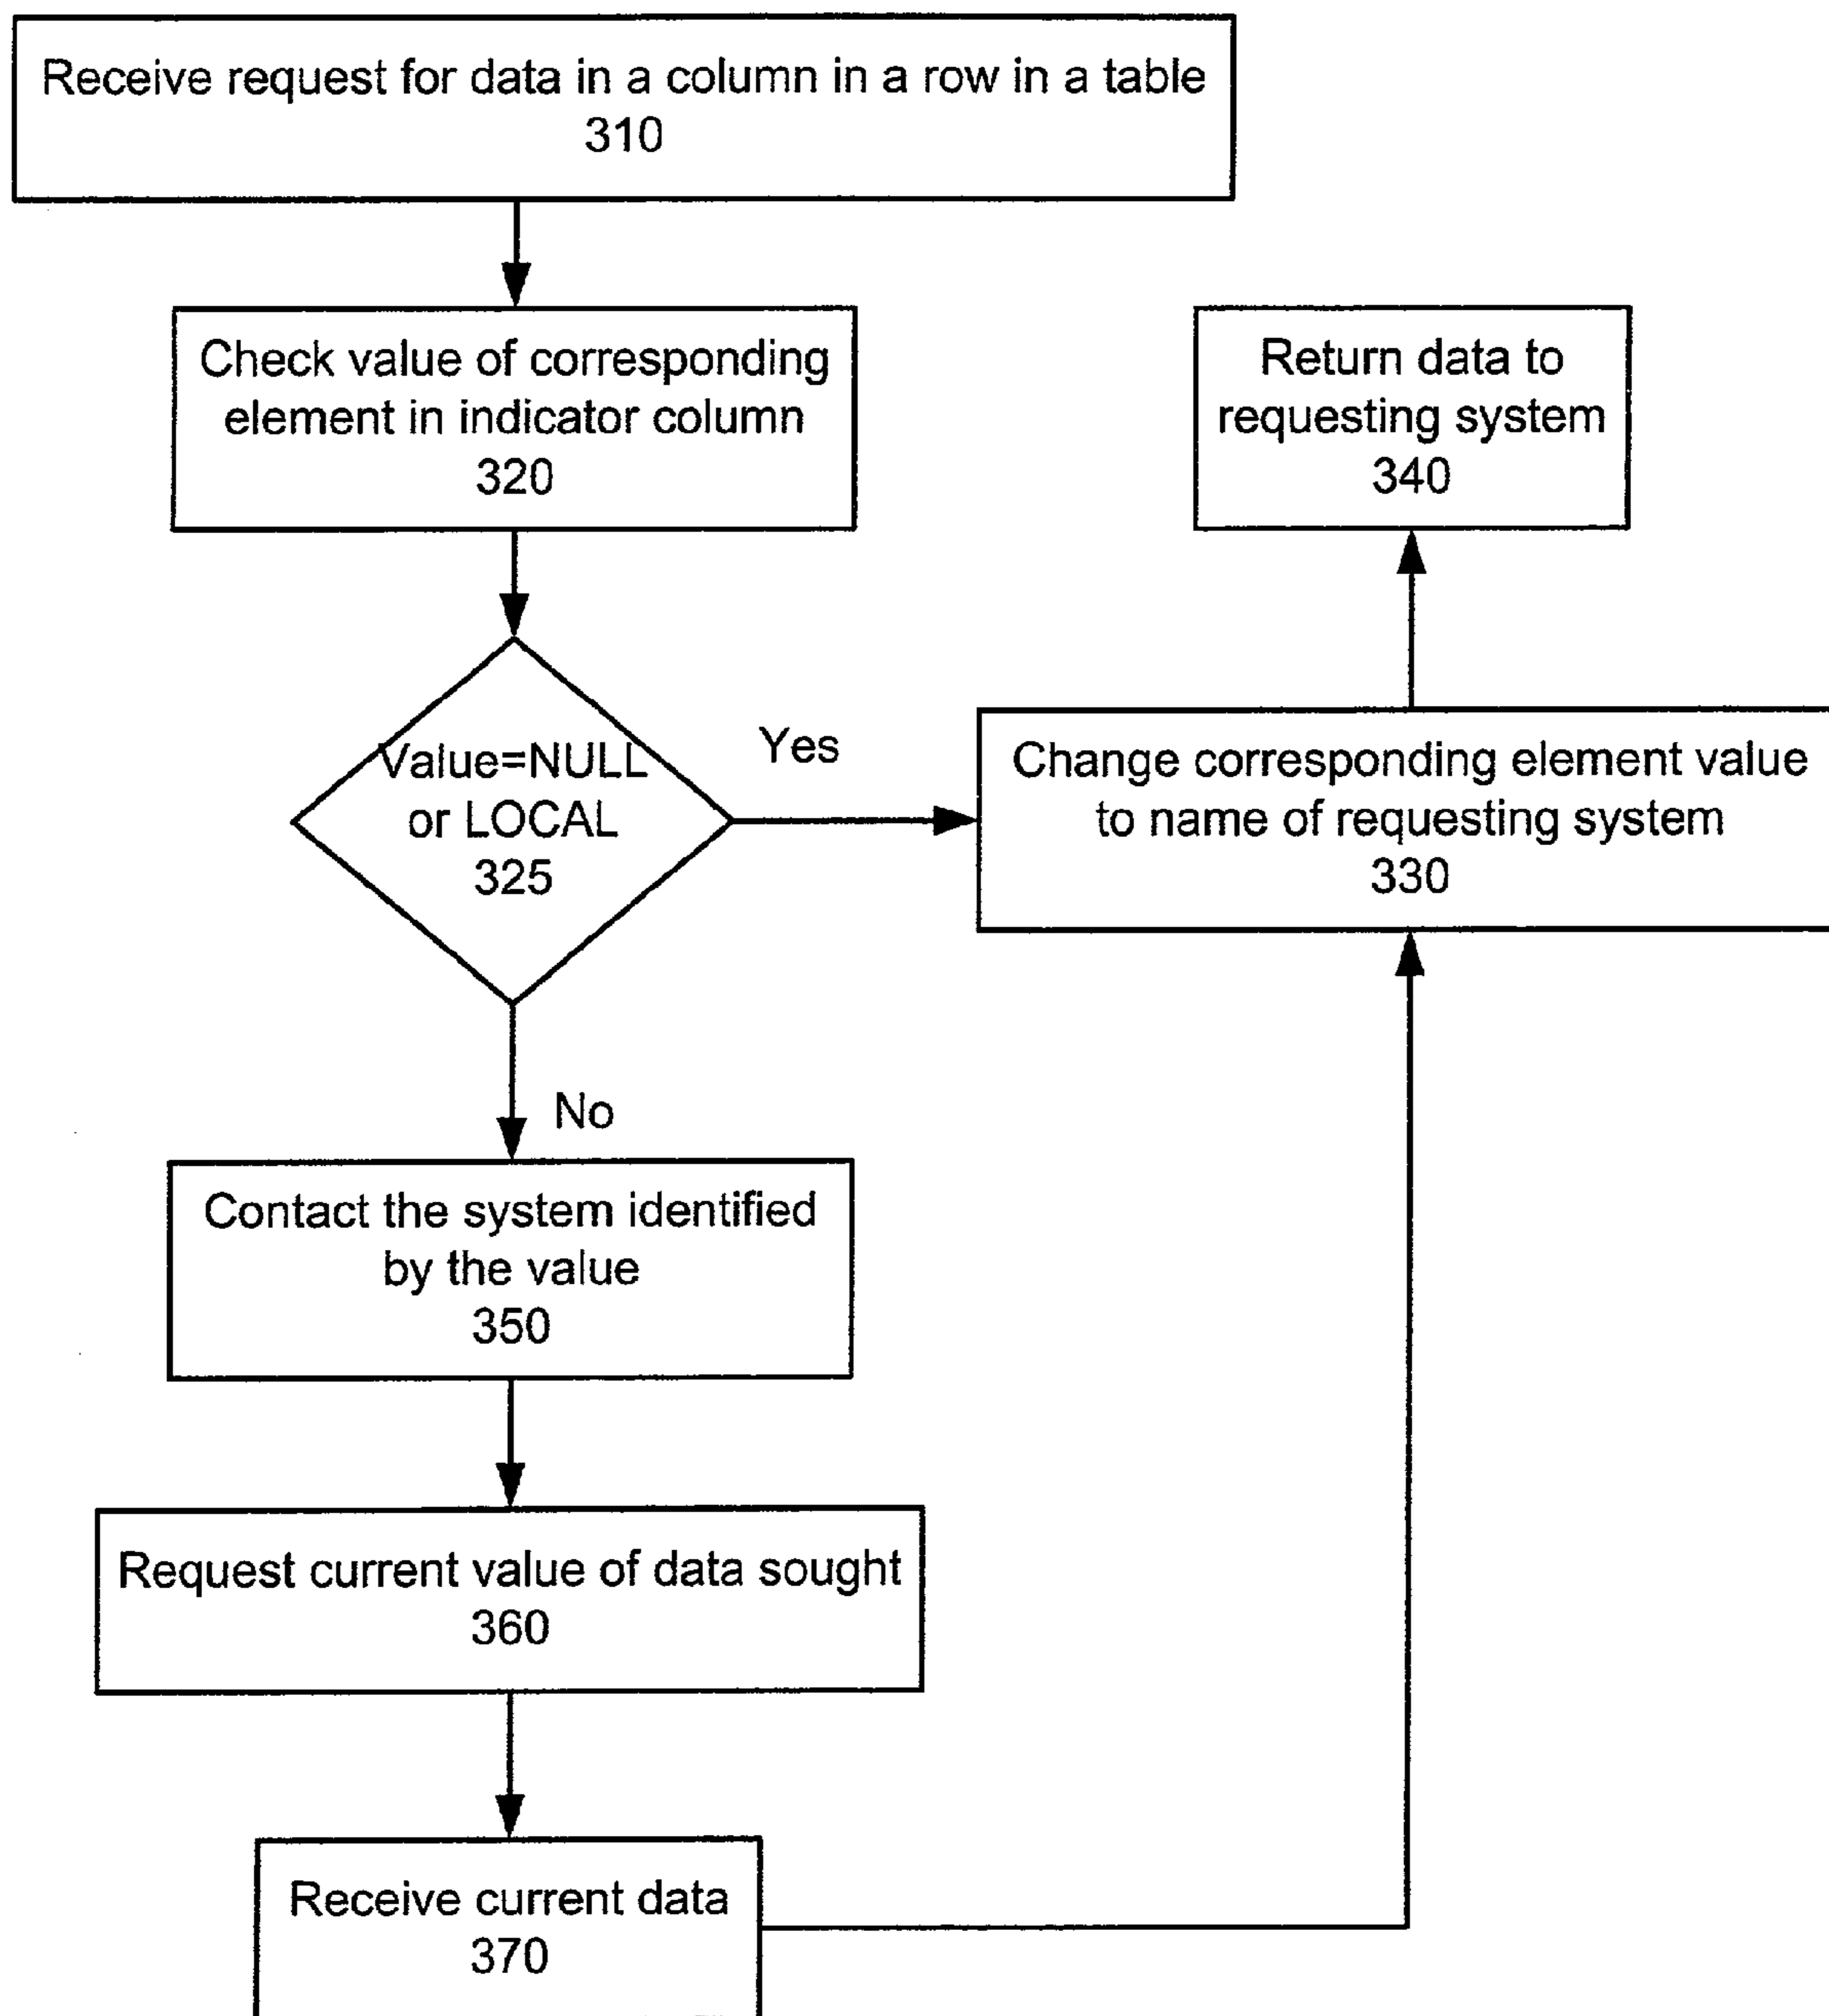 Receive request for data in a column in a row in a table
310
Check value of corresponding
element in indicator column
320
Return data to
requesting system
340
Value=NULL
or LOCAL
325
Yes
Change corresponding element value
to name of requesting system
330
No
Contact the system identified
by the value
350
Request current value of data sought
360
Receive current data
370